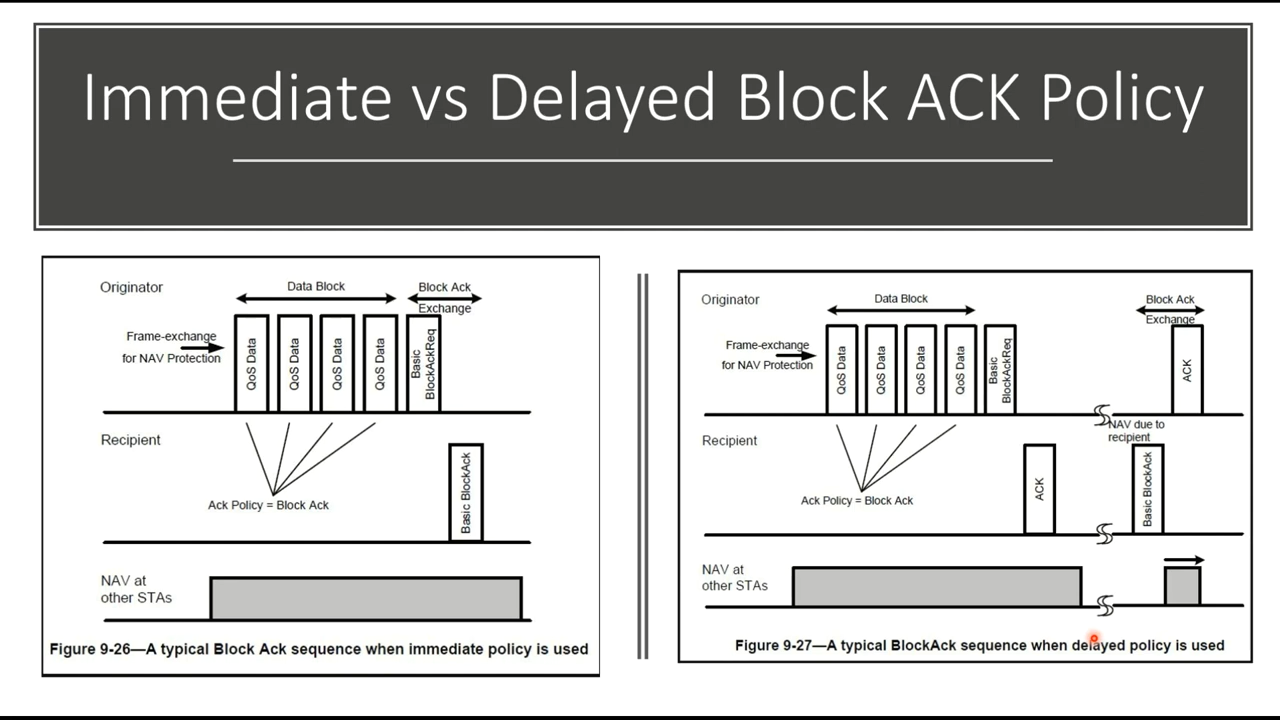 Immediate vs Delayed Block ACK Policy
Originator
Data Block
Block Ack
Exchange
Frame-exchange
for NAV Protection
QoS Data
QoS Data
QoS Data
QoS Data
Basic
BlockAckReq
Recipient
Ack Policy = Block Ack
Basic BlockAck
NAV at
other STAs
Figure 9-26—A typical Block Ack sequence when immediate policy is used
Originator
Data Block
Block Ack
Exchange
Frame-exchange
for NAV Protection
QoS Data
QoS Data
QoS Data
QoS Data
Basic
BlockAckReq
ACK
NAV due to
recipient
Recipient
Ack Policy = Block Ack
ACK
Basic BlockAck
NAV at
other STAs
Figure 9-27—A typical BlockAck sequence when delayed policy is used